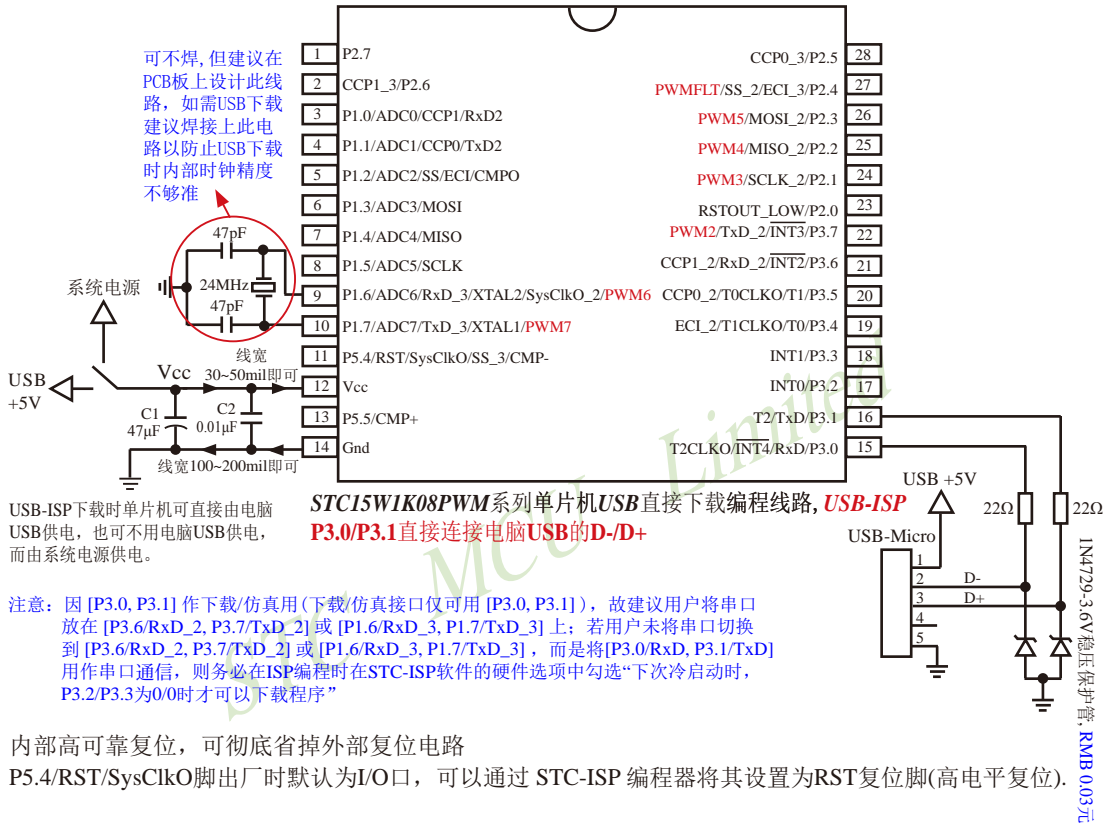 可不焊,但建议在
PCB板上设计此线
路，如需USB下载
建议焊接上此电
路以防止USB下载
时内部时钟精度
不够准
47pF
24MHz
47pF
系统电源
USB
+5V
Vcc
线宽
30~50mil即可
C1
47μF
C2
0.01μF
线宽100~200mil即可
USB-ISP下载时单片机可直接由电脑
USB供电，也可不用电脑USB供电，
而由系统电源供电。
1 P2.7
2 CCP1_3/P2.6
3 P1.0/ADC0/CCP1/RxD2
4 P1.1/ADC1/CCP0/TxD2
5 P1.2/ADC2/SS/ECI/CMPO
6 P1.3/ADC3/MOSI
7 P1.4/ADC4/MISO
8 P1.5/ADC5/SCLK
9 P1.6/ADC6/RxD_3/XTAL2/SysClkO_2/PWM6
10 P1.7/ADC7/TxD_3/XTAL1/PWM7
11 P5.4/RST/SysClkO/SS_3/CMP-
12 Vcc
13 P5.5/CMP+
14 Gnd
CCP0_3/P2.5 28
PWMFLT/SS_2/ECI_3/P2.4 27
PWM5/MOSI_2/P2.3 26
PWM4/MISO_2/P2.2 25
PWM3/SCLK_2/P2.1 24
RSTOUT_LOW/P2.0 23
PWM2/TxD_2/INT3/P3.7 22
CCP1_2/RxD_2/INT2/P3.6 21
CCP0_2/T0CLKO/T1/P3.5 20
ECI_2/T1CLKO/T0/P3.4 19
INT1/P3.3 18
INT0/P3.2 17
T2/TxD/P3.1 16
T2CLKO/INT4/RxD/P3.0 15
STC15W1K08PWM系列单片机USB直接下载编程线路, USB-ISP
P3.0/P3.1直接连接电脑USB的D-/D+
USB +5V
22Ω
22Ω
USB-Micro
1
2
3
4
5
D-
D+
1N4729-3.6V稳压保护管, RMB 0.03元
注意：因 [P3.0, P3.1] 作下载/仿真用(下载/仿真接口仅可用 [P3.0, P3.1] )，故建议用户将串口
放在 [P3.6/RxD_2, P3.7/TxD_2] 或 [P1.6/RxD_3, P1.7/TxD_3] 上；若用户未将串口切换
到 [P3.6/RxD_2, P3.7/TxD_2] 或 [P1.6/RxD_3, P1.7/TxD_3] ，而是将[P3.0/RxD, P3.1/TxD]
用作串口通信，则务必在ISP编程时在STC-ISP软件的硬件选项中勾选“下次冷启动时，
P3.2/P3.3为0/0时才可以下载程序”
内部高可靠复位，可彻底省掉外部复位电路
P5.4/RST/SysClkO脚出厂时默认为I/O口，可以通过 STC-ISP 编程器将其设置为RST复位脚(高电平复位).
STC MCU Limited